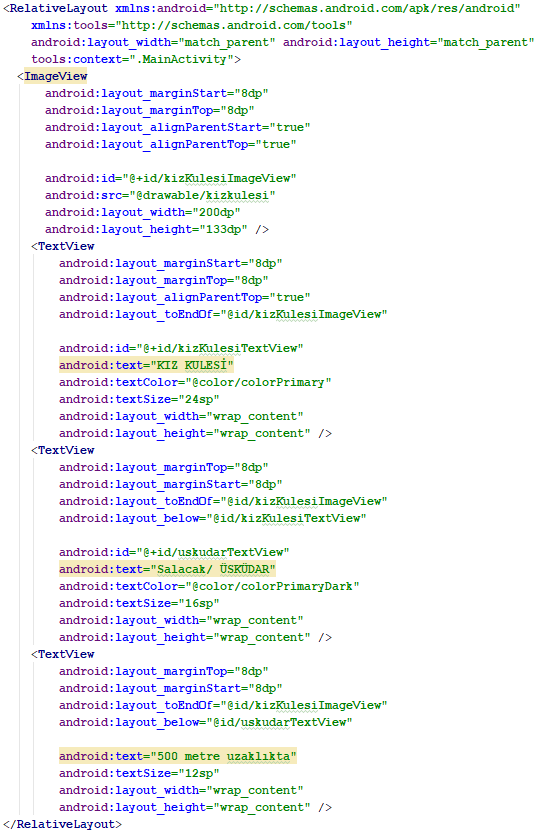 <RelativeLayout xmlns:android="http://schemas.android.com/apk/res/android"
xmlns:tools="http://schemas.android.com/tools"
android:layout_width="match_parent" android:layout_height="match_parent"
tools:context=".MainActivity">
<ImageView
android:layout_marginStart="8dp"
android:layout_marginTop="8dp"
android:layout_alignParentStart="true"
android:layout_alignParentTop="true"
android:id="@+id/kizKulesiImageView"
android:src="@drawable/kizkulesi"
android:layout_width="200dp"
android:layout_height="133dp" />
<TextView
android:layout_marginStart="8dp"
android:layout_marginTop="8dp"
android:layout_alignParentTop="true"
android:layout_toEndOf="@id/kizKulesiImageView"
android:id="@+id/kizKulesiTextView"
android:text="KIZ KULESİ"
android:textColor="@color/colorPrimary"
android:textSize="24sp"
android:layout_width="wrap_content"
android:layout_height="wrap_content" />
<TextView
android:layout_marginTop="8dp"
android:layout_marginStart="8dp"
android:layout_toEndOf="@id/kizKulesiImageView"
android:layout_below="@id/kizKulesiTextView"
android:id="@+id/uskudarTextView"
android:text="Salacak/ ÜSKÜDAR"
android:textColor="@color/colorPrimaryDark"
android:textSize="16sp"
android:layout_width="wrap_content"
android:layout_height="wrap_content" />
<TextView
android:layout_marginTop="8dp"
android:layout_marginStart="8dp"
android:layout_toEndOf="@id/kizKulesiImageView"
android:layout_below="@id/uskudarTextView"
android:text="500 metre uzaklıkta"
android:textSize="12sp"
android:layout_width="wrap_content"
android:layout_height="wrap_content" />
</RelativeLayout>